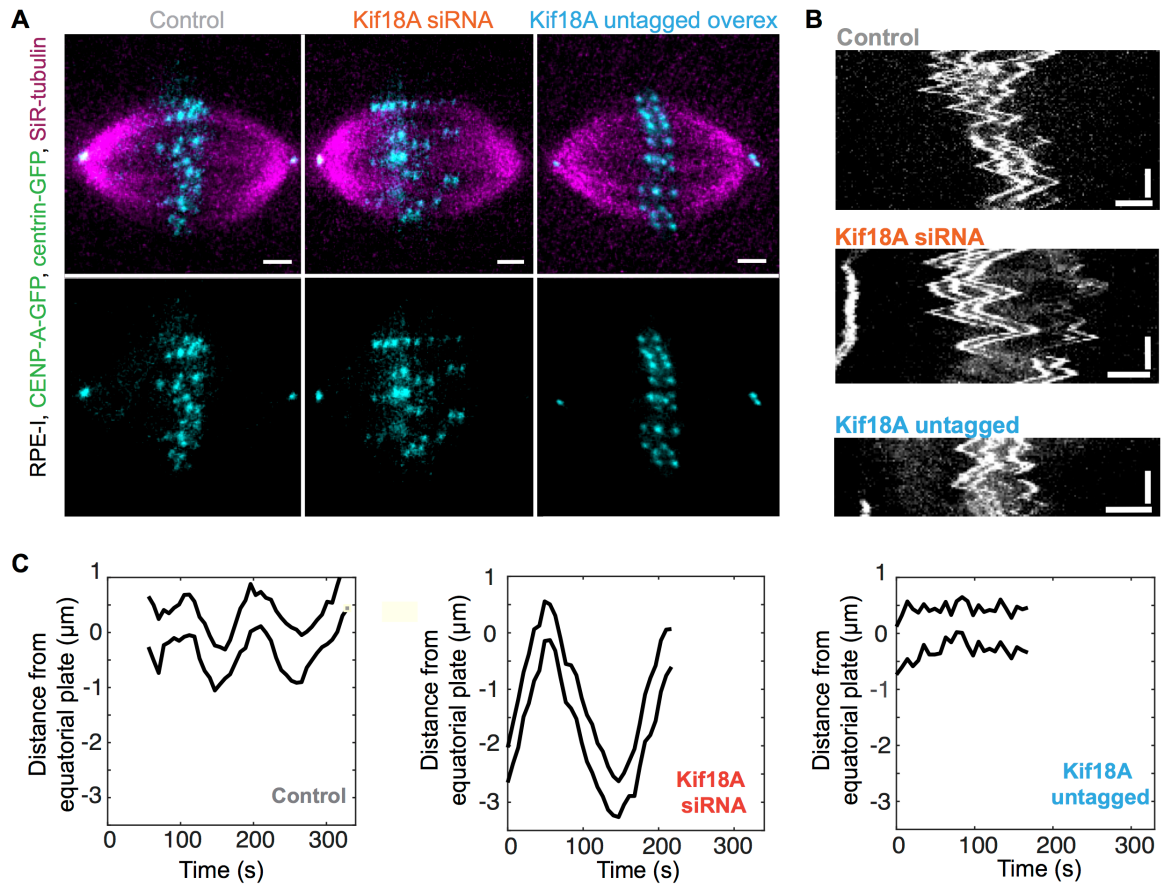 A
Control
Kif18A siRNA
Kif18A untagged overex
RPE-I, CENP-A-GFP, centrin-GFP, SiR-tubulin
B
Control
Kif18A siRNA
Kif18A untagged
C
Distance from
equatorial plate (μm)
1
0
-1
-2
-3
Control
0 100 200 300
Time (s)
Distance from
equatorial plate (μm)
1
0
-1
-2
-3
Kif18A
siRNA
0 100 200 300
Time (s)
Distance from
equatorial plate (μm)
1
0
-1
-2
-3
Kif18A
untagged
0 100 200 300
Time (s)